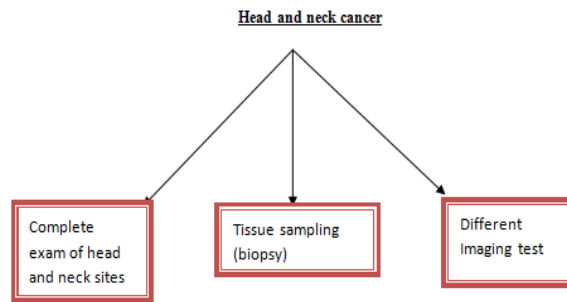 Head and neck cancer
Complete
exam of head
and neck sites
Tissue sampling
(biopsy)
Different
Imaging test